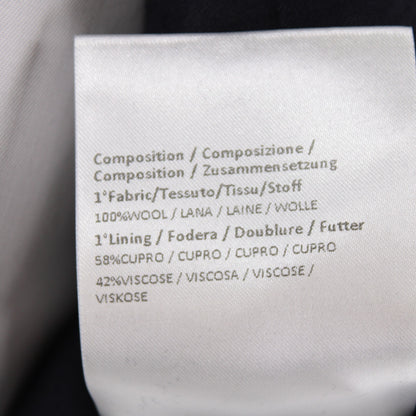 Composition / Composizione /
Composition / Zusammensetzung
1°Fabric/Tessuto/Tissu/Stoff
100%WOOL / LANA / LAINE / WOLLE
1°Lining / Fodera / Doublure / Futter
58%CUPRO / CUPRO / CUPRO / CUPRO
42%VISCOSE / VISCOSA / VISCOSE /
VISKOSE